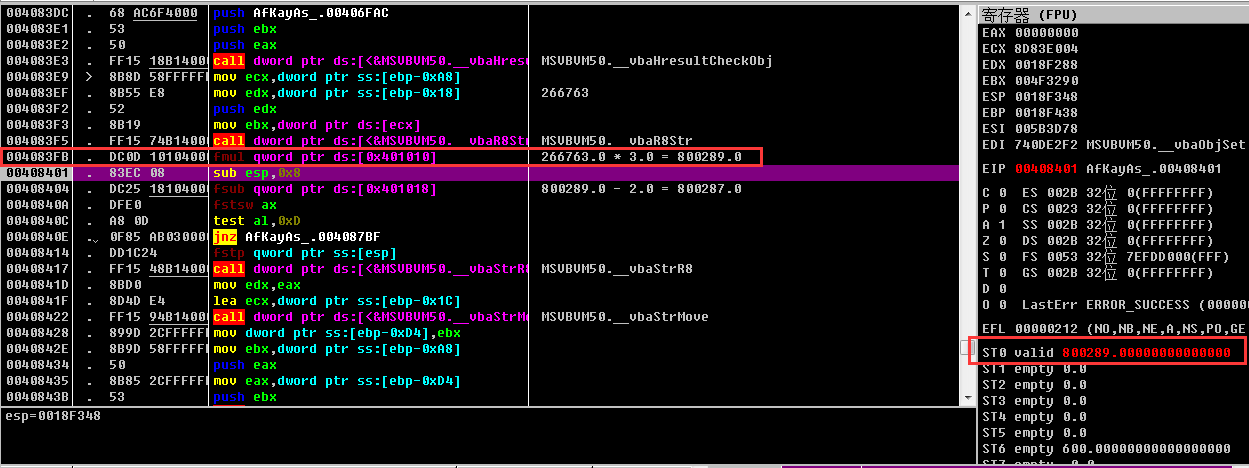 004083DC . 68 AC6F4000 push AfKayAs_.00406FAC
004083E1 . 53 push ebx
004083E2 . 50 push eax
004083E3 . FF15 18B14000 call dword ptr ds:[<&MSVBVM50.__vbaHresu MSVBVM50.__vbaHresultCheckObj
004083E9 > 8B8D 58FFFFFF mov ecx,dword ptr ss:[ebp-0xA8]
004083EF . 8B55 E8 mov edx,dword ptr ss:[ebp-0x18] 266763
004083F2 . 52 push edx
004083F3 . 8B19 mov ebx,dword ptr ds:[ecx]
004083F5 . FF15 74B14000 call dword ptr ds:[<&MSVBVM50.__vbaR8Str MSVBVM50.__vbaR8Str
004083FB . DC0D 10104000 fmul qword ptr ds:[0x401010] 266763.0 * 3.0 = 800289.0
00408401 . 83EC 08 sub esp,0x8
00408404 . DC25 18104000 fsub qword ptr ds:[0x401018] 800289.0 - 2.0 = 800287.0
0040840A . DFE0 fstsw ax
0040840C . A8 0D test al,0xD
0040840E . 0F85 AB030000 jnz AfKayAs_.004087BF
00408414 . DD1C24 fstp qword ptr ss:[esp]
00408417 . FF15 48B14000 call dword ptr ds:[<&MSVBVM50.__vbaStrR8 MSVBVM50.__vbaStrR8
0040841D . 8BD0 mov edx,eax
0040841F . 8D4D E4 lea ecx,dword ptr ss:[ebp-0x1C]
00408422 . FF15 94B14000 call dword ptr ds:[<&MSVBVM50.__vbaStrMo MSVBVM50.__vbaStrMove
00408428 . 899D 2CFFFFFF mov dword ptr ss:[ebp-0xD4],ebx
0040842E . 8B9D 58FFFFFF mov ebx,dword ptr ss:[ebp-0xA8]
00408434 . 50 push eax
00408435 . 8B85 2CFFFFFF mov eax,dword ptr ss:[ebp-0xD4]
0040843B . 53 push ebx
esp=0018F348
寄存器 (FPU)
EAX 00000000
ECX 8D83E004
EDX 0018F288
EBX 004F3290
ESP 0018F348
EBP 0018F438
ESI 005B3D78
EDI 740DE2F2 MSVBVM50.__vbaObjSet
EIP 00408401 AfKayAs_.00408401
C 0 ES 002B 32位 0(FFFFFFFF)
P 0 CS 0023 32位 0(FFFFFFFF)
A 1 SS 002B 32位 0(FFFFFFFF)
Z 0 DS 002B 32位 0(FFFFFFFF)
S 0 FS 0053 32位 7EFDD000(FFF)
T 0 GS 002B 32位 0(FFFFFFFF)
D 0
O 0 LastErr ERROR_SUCCESS (00000
EFL 00000212 (NO,NB,NE,A,NS,PO,GE
ST0 valid 800289.00000000000000
ST1 empty 0.0
ST2 empty 0.0
ST3 empty 0.0
ST4 empty 0.0
ST5 empty 0.0
ST6 empty 600.00000000000000000